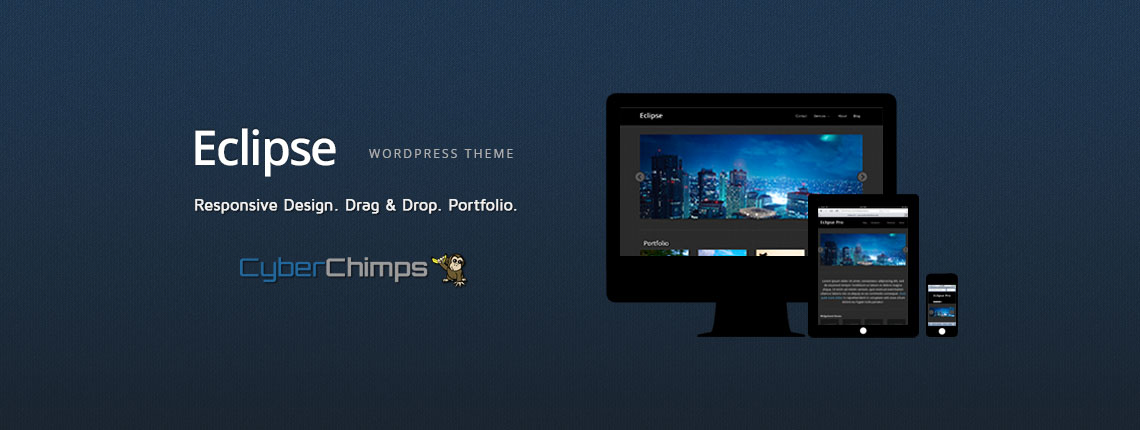 Eclipse
WORDPRESS THEME
Responsive Design. Drag & Drop. Portfolio.
CyberChimps
Eclipse
Contact Services About Blog
Portfolio
Eclipse Pro
Eclipse Pro